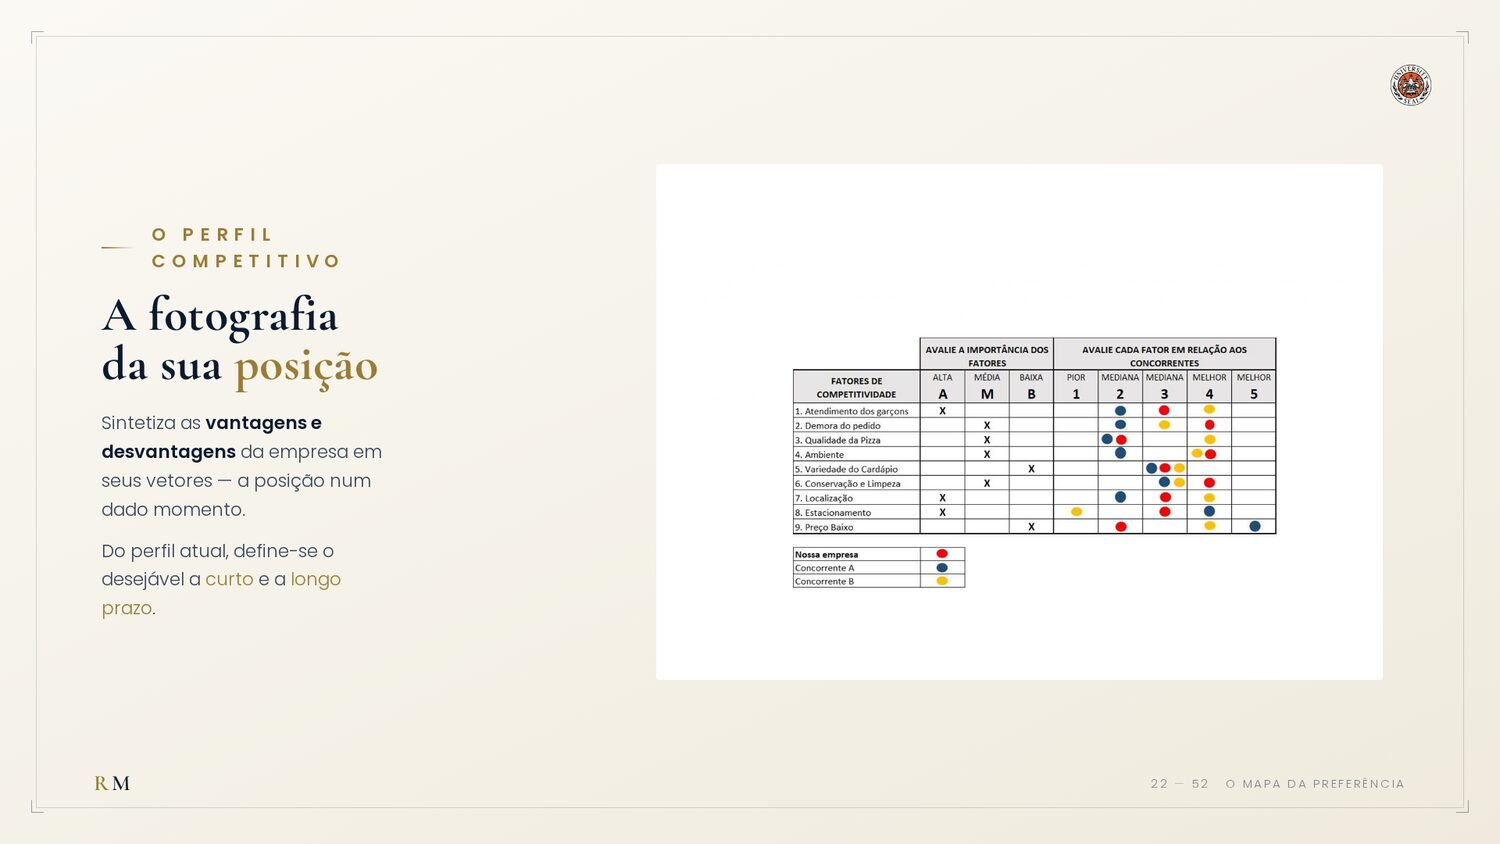 O PERFIL
COMPETITIVO
A fotografia
da sua posição
Sintetiza as vantagens e
desvantagens da empresa em
seus vetores — a posição num
dado momento.
Do perfil atual, define-se o
desejável a curto e a longo
prazo.
UNIVERSITY
SEAL
AVALIE A IMPORTÂNCIA DOS
FATORES
AVALIE CADA FATOR EM RELAÇÃO AOS
CONCORRENTES
FATORES DE
COMPETITIVIDADE
ALTA MÉDIA BAIXA PIOR MEDIANA MEDIANA MELHOR MELHOR
A M B 1 2 3 4 5
1. Atendimento dos garçons X
2. Demora do pedido X
3. Qualidade da Pizza X
4. Ambiente X
5. Variedade do Cardápio X
6. Conservação e Limpeza X
7. Localização X
8. Estacionamento X
9. Preço Baixo X
Nossa empresa
Concorrente A
Concorrente B
RM
22 — 52 O MAPA DA PREFERÊNCIA